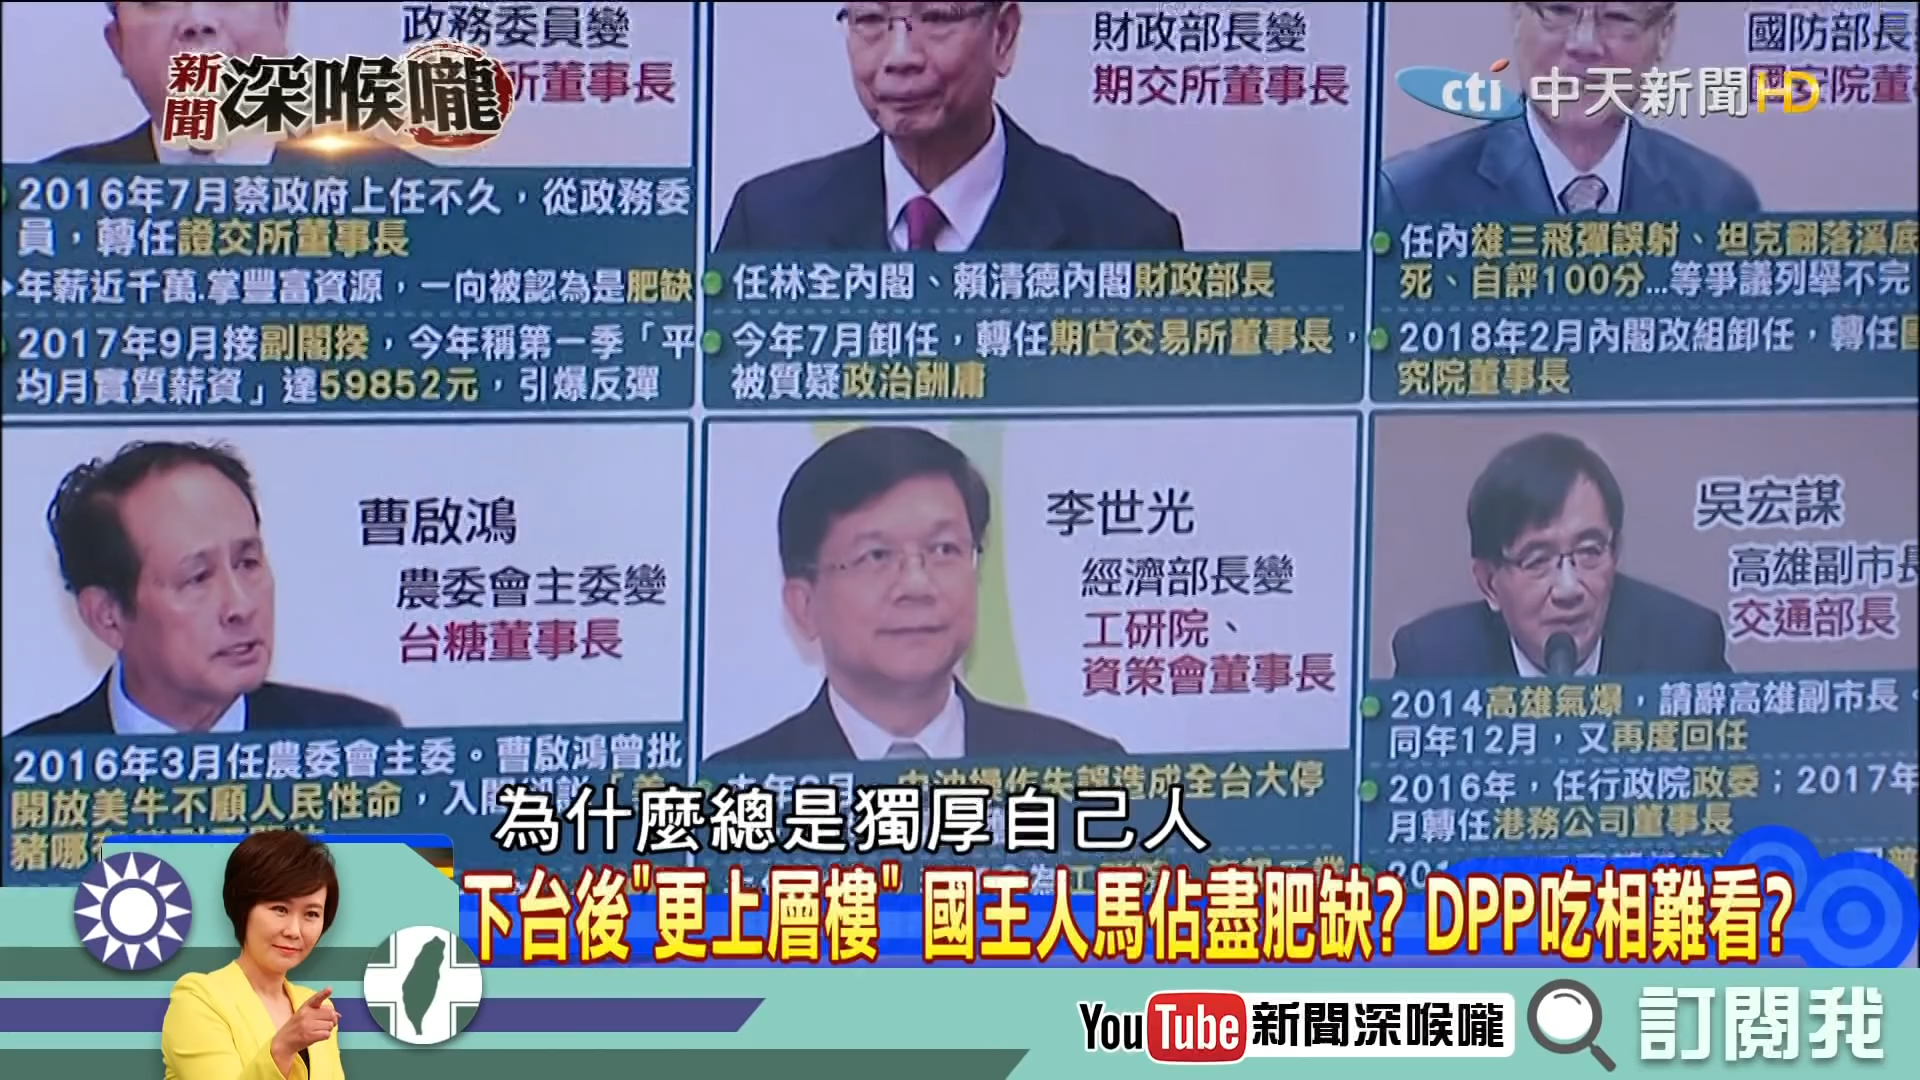 政務委員變
所董事長
新聞深喉嚨
2016年7月蔡政府上任不久，從政務委
員，轉任證交所董事長
年薪近千萬.掌豐富資源，一向被認為是肥缺
2017年9月接副閣揆，今年稱第一季「平
均月實質薪資」達59852元，引爆反彈
財政部長變
期交所董事長
任林全內閣、賴清德內閣財政部長
今年7月卸任，轉任期貨交易所董事長，
被質疑政治酬庸
國防部長
董
cti 中天新聞HD
任內雄三飛彈誤射、坦克翻落溪底
死、自評100分...等爭議列舉不完
2018年2月內閣改組卸任，轉任
究院董事長
曹啟鴻
農委會主委變
台糖董事長
2016年3月任農委會主委。曹啟鴻曾批
開放美牛不顧人民性命，入閣
豬哪
李世光
經濟部長變
工研院、
資策會董事長
中油操作失誤造成全台大停
吳宏謀
高雄副市長
交通部長
2014高雄氣爆，請辭高雄副市長。
同年12月，又再度回任
2016年，任行政院政委；2017年
月轉任港務公司董事長
為什麼總是獨厚自己人
下台後"更上層樓" 國王人馬佔盡肥缺? DPP吃相難看?
YouTube 新聞深喉嚨
訂閱我